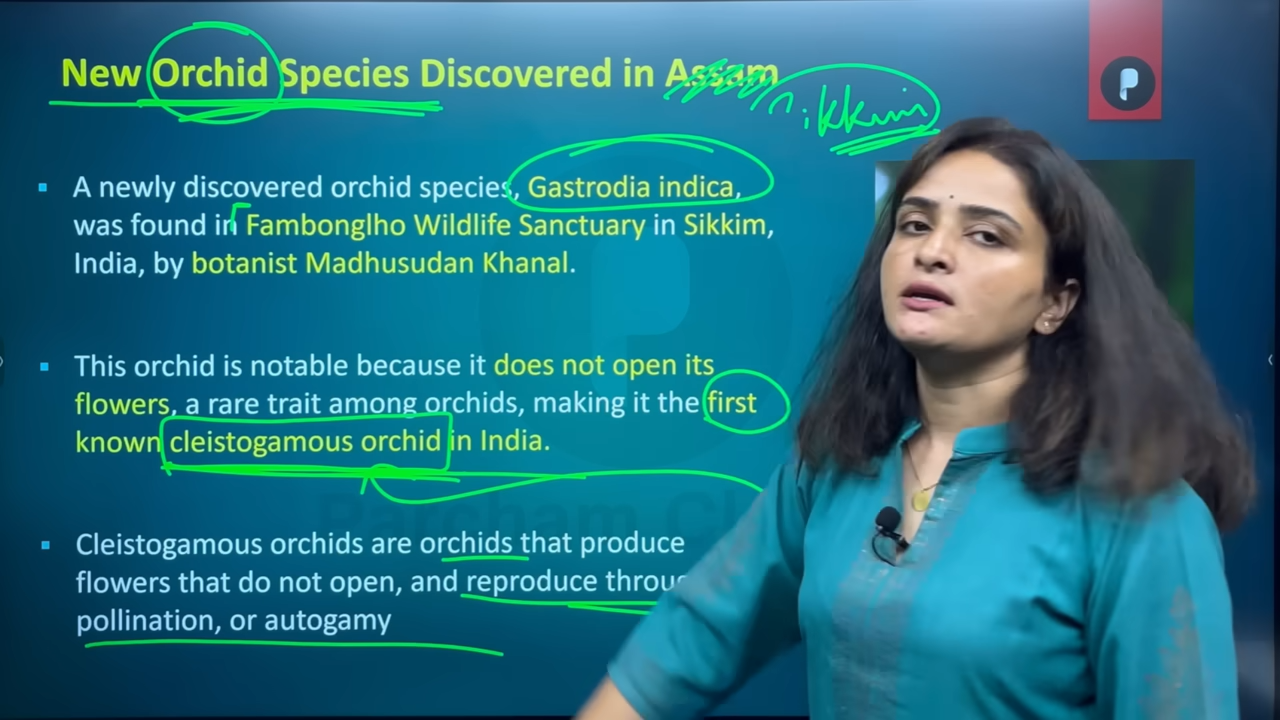 New Orchid Species Discovered in Assam
Sikkim
A newly discovered orchid species, Gastrodia indica,
was found in Fambonglho Wildlife Sanctuary in Sikkim,
India, by botanist Madhusudan Khanal.
This orchid is notable because it does not open its
flowers, a rare trait among orchids, making it the first
known cleistogamous orchid in India.
Cleistogamous orchids are orchids that produce
flowers that do not open, and reproduce throu
pollination, or autogamy